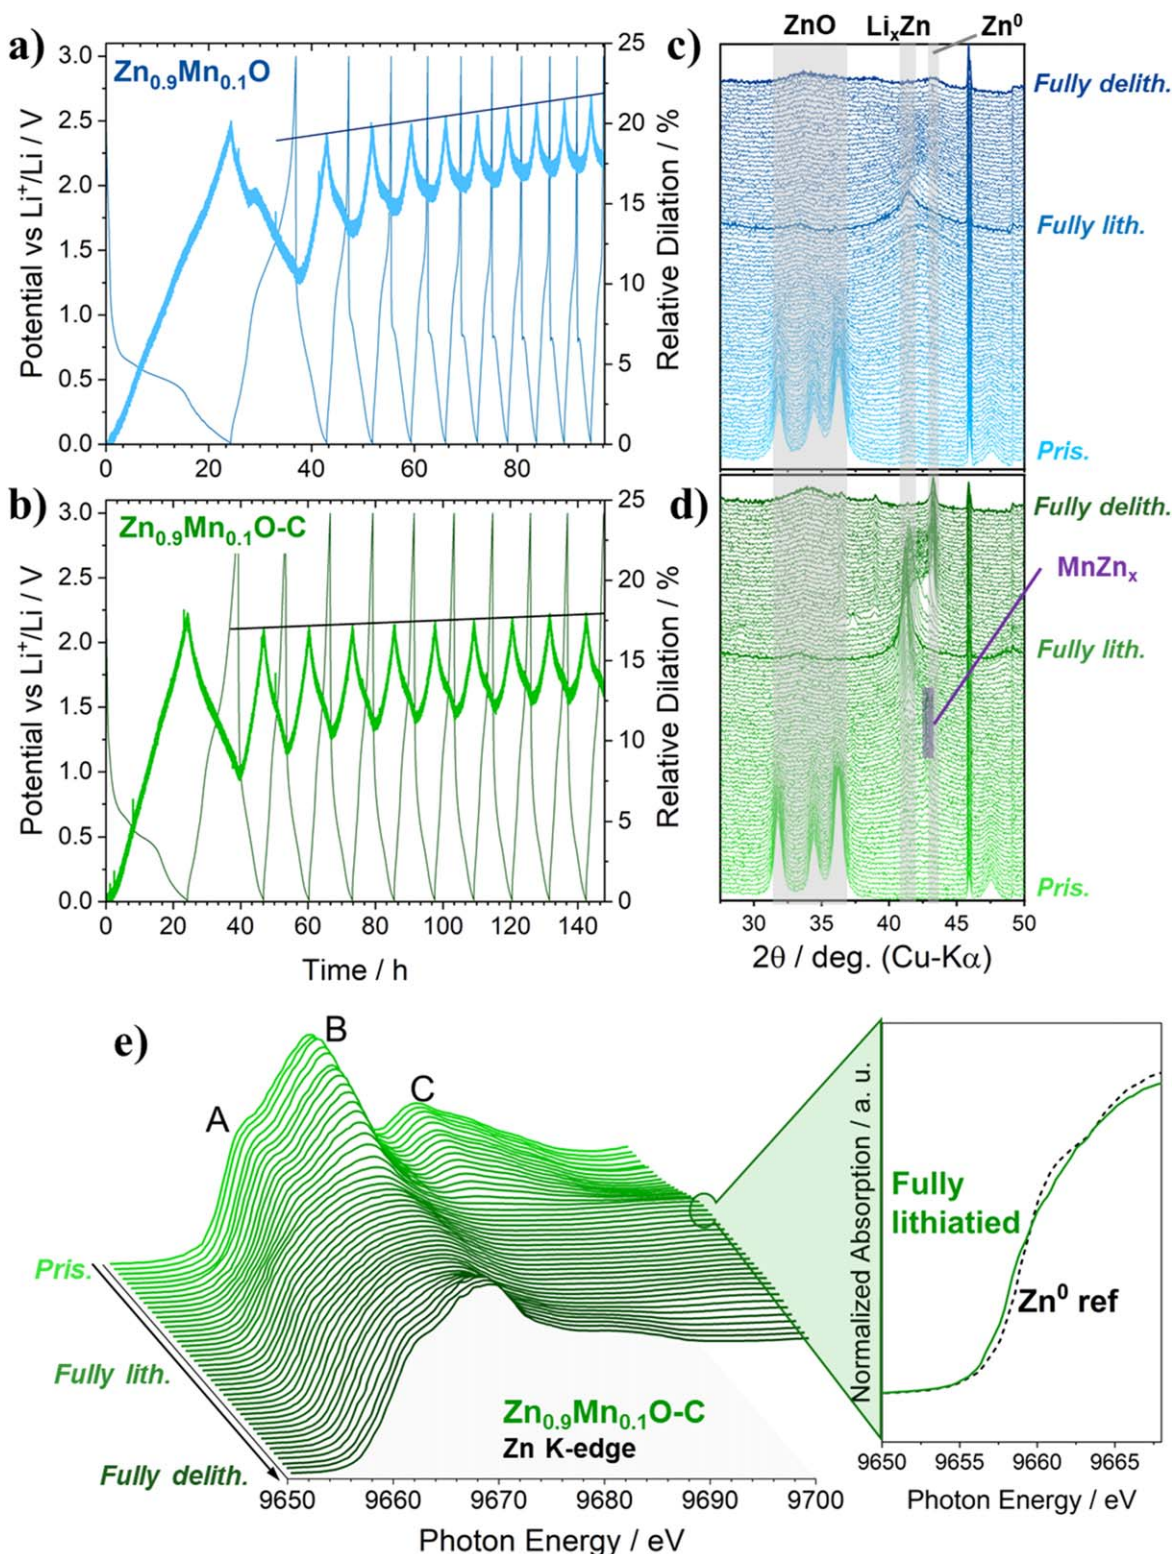 a)
Zn0.9Mn0.1O
Potential vs Li+/Li / V
3.0
2.5
2.0
1.5
1.0
0.5
0.0
0 20 40 60 80
25
20
15
10
5
0
Relative Dilation / %
b)
Zn0.9Mn0.1O-C
Potential vs Li+/Li / V
3.0
2.5
2.0
1.5
1.0
0.5
0.0
0 20 40 60 80 100 120 140
Time / h
25
20
15
10
5
0
Relative Dilation / %
ZnO LixZn Zn0
c)
Fully delith.
Fully lith.
Pris.
d)
Fully delith.
MnZnx
Fully lith.
Pris.
30 35 40 45 50
2θ / deg. (Cu-Kα)
e)
A
B
C
Pris.
Fully lith.
Fully delith.
Zn0.9Mn0.1O-C
Zn K-edge
9650 9660 9670 9680 9690 9700
Photon Energy / eV
Normalized Absorption / a. u.
Fully
lithiatied
Zn0 ref
9650 9655 9660 9665
Photon Energy / eV